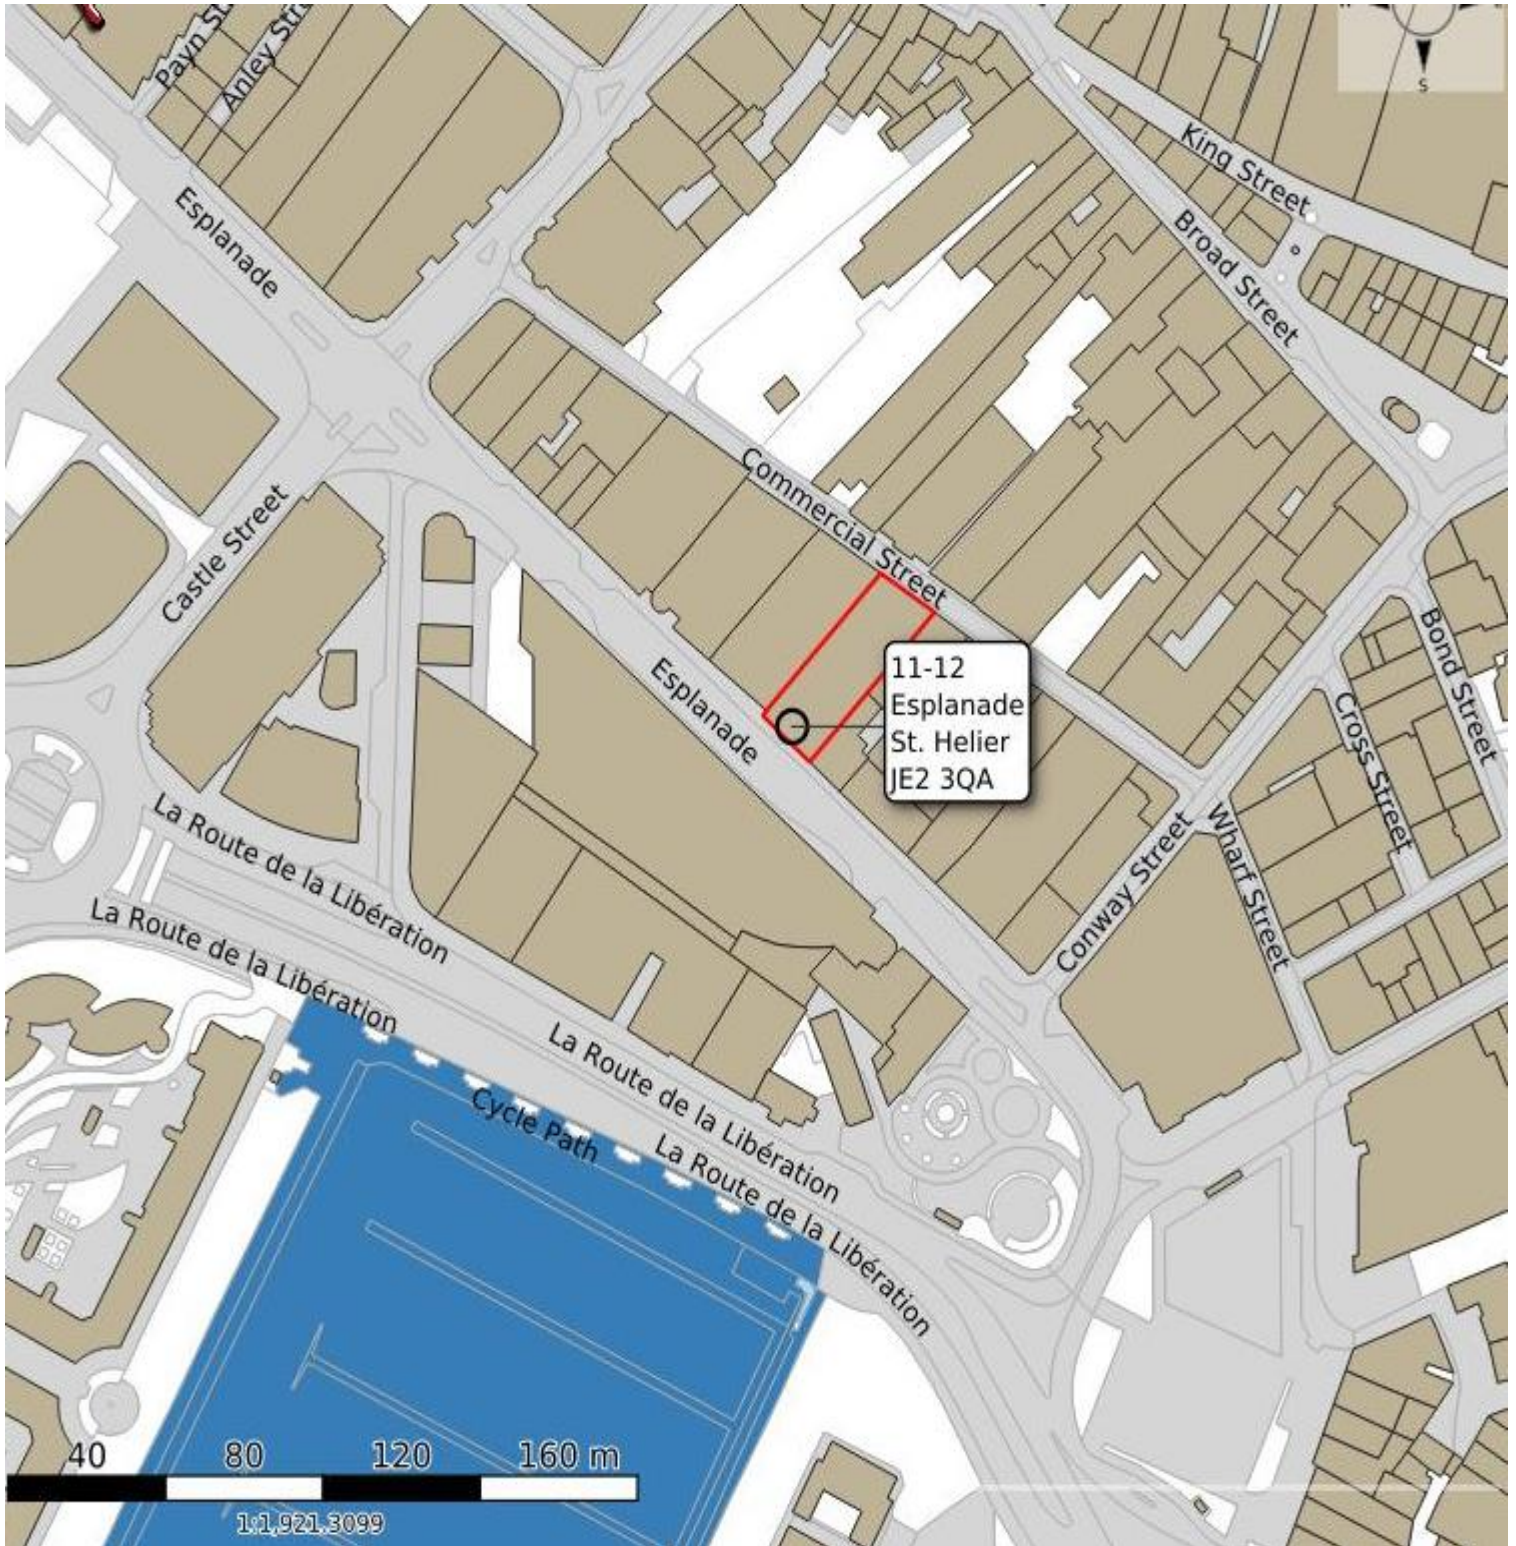 S
Payn St
Anley Str
King Street
Broad Street
Esplanade
Commercial Street
Castle Street
Esplanade
11-12
Esplanade
St. Helier
JE2 3QA
Bond Street
Cross Street
Wharf Street
Conway Street
La Route de la Libération
La Route de la Libération
La Route de la Libération
Cycle Path
La Route de la Libération
40 80 120 160 m
1:1,921.3099